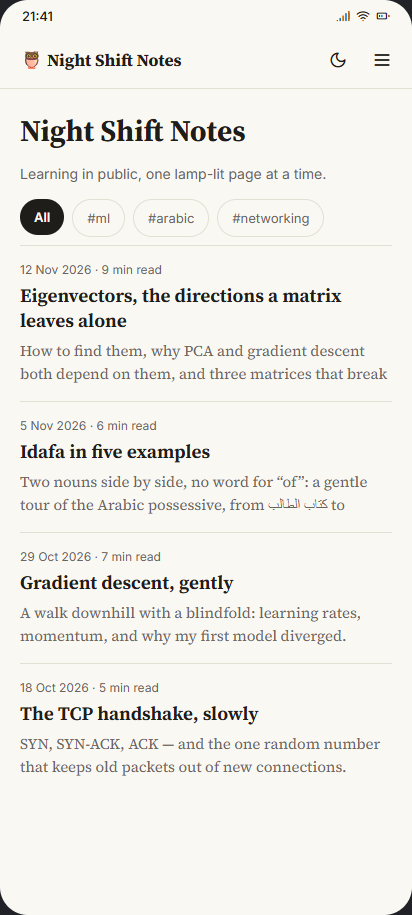 21:41
Night Shift Notes
Night Shift Notes
Learning in public, one lamp-lit page at a time.
All #ml #arabic #networking
12 Nov 2026 · 9 min read
Eigenvectors, the directions a matrix
leaves alone
How to find them, why PCA and gradient descent
both depend on them, and three matrices that break
5 Nov 2026 · 6 min read
Idafa in five examples
Two nouns side by side, no word for “of”: a gentle
tour of the Arabic possessive, from كتاب الطالب to
29 Oct 2026 · 7 min read
Gradient descent, gently
A walk downhill with a blindfold: learning rates,
momentum, and why my first model diverged.
18 Oct 2026 · 5 min read
The TCP handshake, slowly
SYN, SYN-ACK, ACK — and the one random number
that keeps old packets out of new connections.